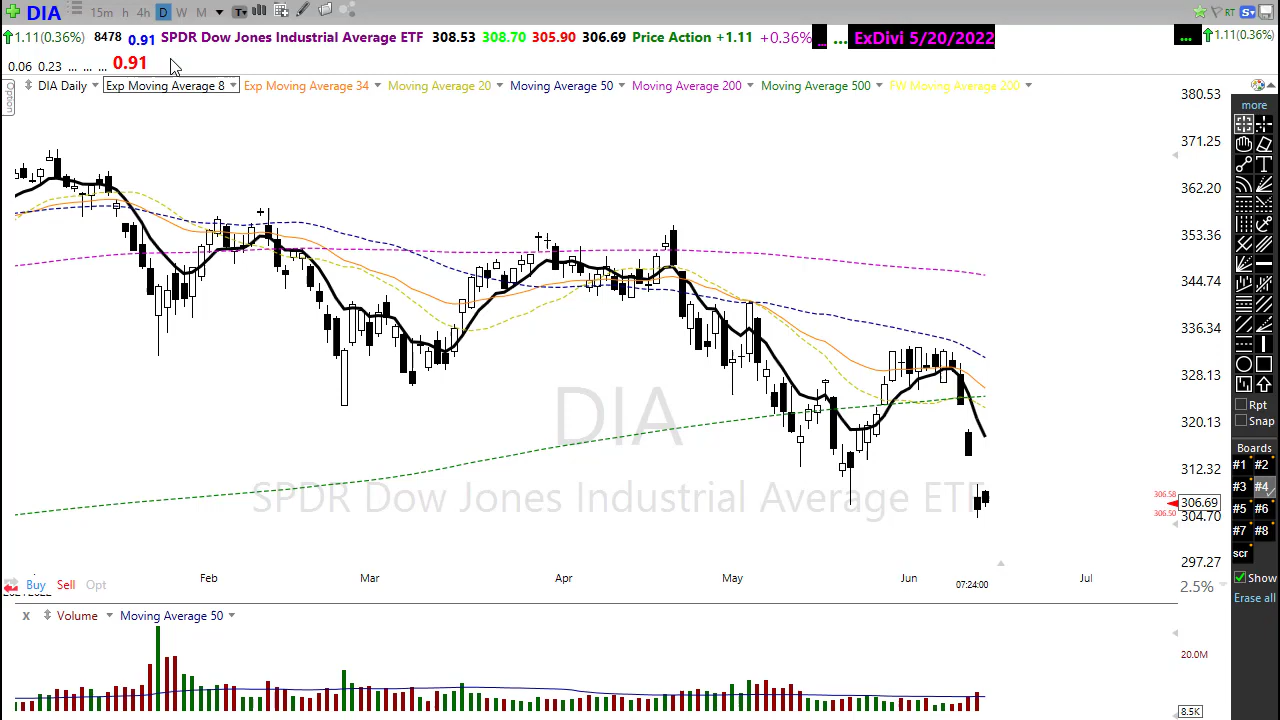 DIA 15m h 4h D W M T RT S
1.11(0.36%) 8478 0.91 SPDR Dow Jones Industrial Average ETF 308.53 308.70 305.90 306.69 Price Action +1.11 +0.36% ... ... ExDivi 5/20/2022 ... 1.11(0.36%)
0.06 0.23 ... ... ... 0.91
Option
DIA Daily Exp Moving Average 8 Exp Moving Average 34 Moving Average 20 Moving Average 50 Moving Average 200 Moving Average 500 FW Moving Average 200
380.53
371.25
362.20
353.36
344.74
336.34
328.13
320.13
312.32
306.58
306.69
306.50
304.70
297.27
2.5%
DIA
SPDR Dow Jones Industrial Average ETF
Feb Mar Apr May Jun Jul
07:24:00
Buy Sell Opt
x Volume Moving Average 50
20.0M
8.5K
more
Rpt
Snap
Boards
#1 #2
#3 #4
#5 #6
#7 #8
scr
Show
Erase all